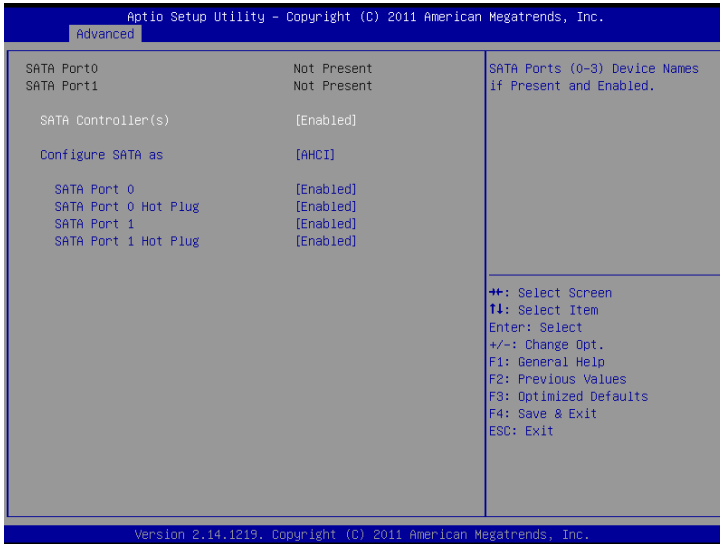 Aptio Setup Utility – Copyright (C) 2011 American Megatrends, Inc.
Advanced
SATA Port0 Not Present
SATA Port1 Not Present
SATA Controller(s) [Enabled]
Configure SATA as [AHCI]
SATA Port 0 [Enabled]
SATA Port 0 Hot Plug [Enabled]
SATA Port 1 [Enabled]
SATA Port 1 Hot Plug [Enabled]
SATA Ports (0-3) Device Names
if Present and Enabled.
→←: Select Screen
↑↓: Select Item
Enter: Select
+/-: Change Opt.
F1: General Help
F2: Previous Values
F3: Optimized Defaults
F4: Save & Exit
ESC: Exit
Version 2.14.1219. Copyright (C) 2011 American Megatrends, Inc.